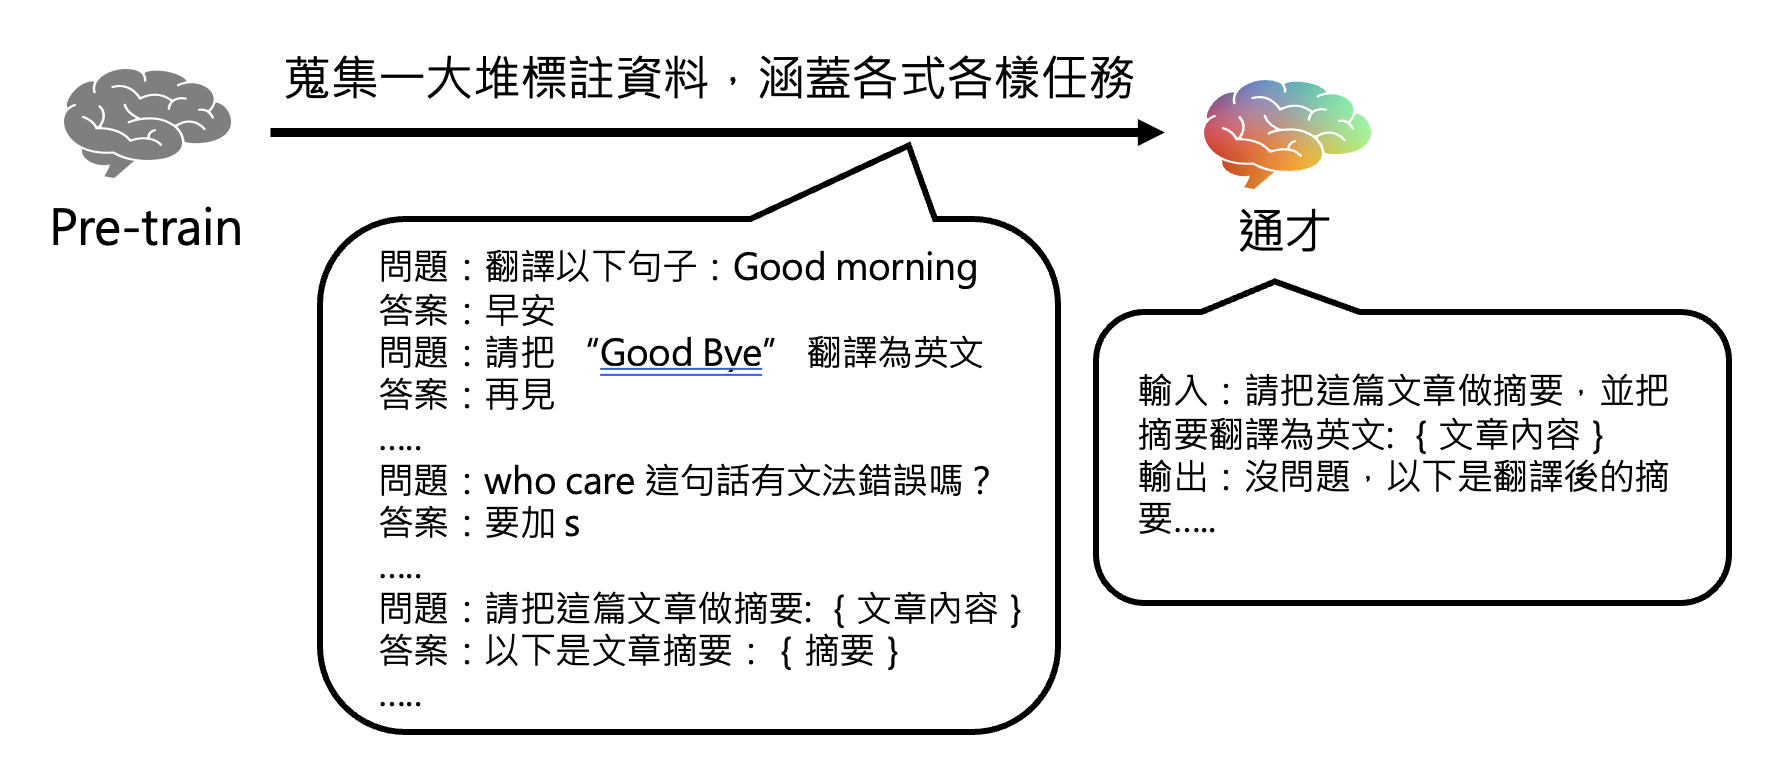 蒐集一大堆標註資料，涵蓋各式各樣任務
Pre-train
通才
問題：翻譯以下句子：Good morning
答案：早安
問題：請把 “Good Bye” 翻譯為英文
答案：再見
…..
問題：who care 這句話有文法錯誤嗎？
答案：要加 s
…..
問題：請把這篇文章做摘要: { 文章內容 }
答案：以下是文章摘要： { 摘要 }
…..
輸入：請把這篇文章做摘要，並把
摘要翻譯為英文: { 文章內容 }
輸出：沒問題，以下是翻譯後的摘
要…..